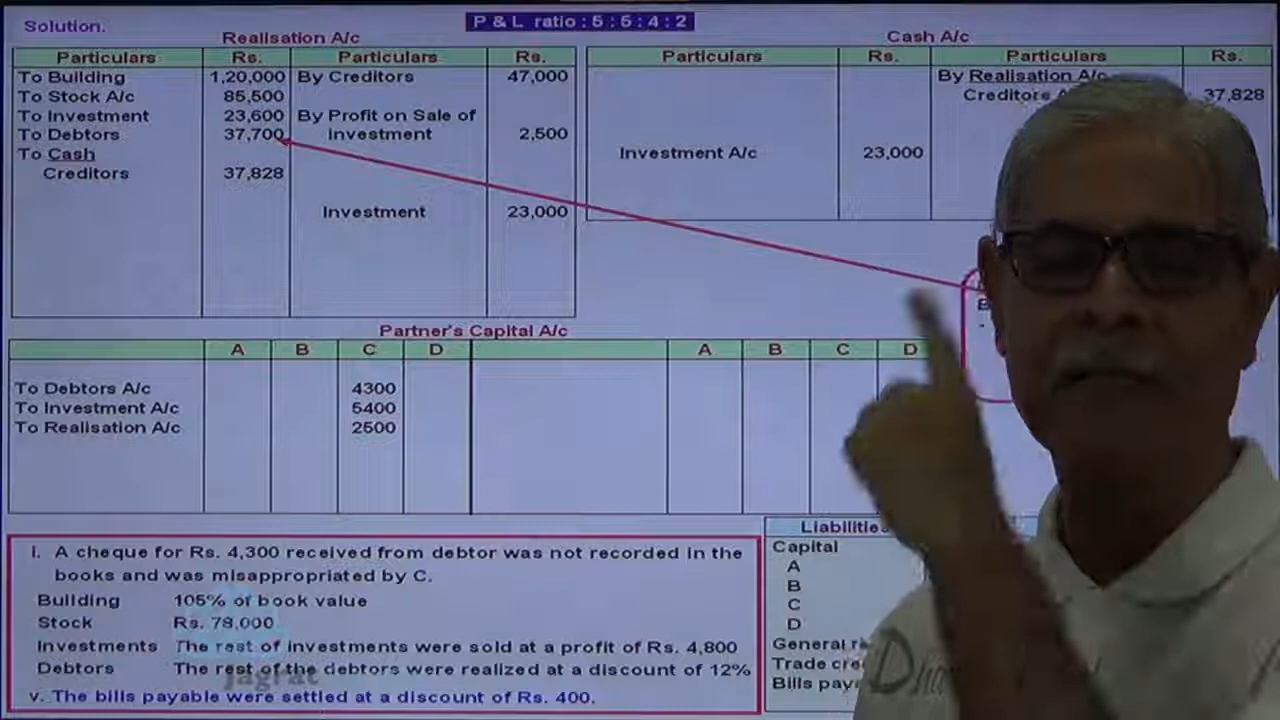 Solution.
P & L ratio : 5 : 5 : 4 : 2
Realisation A/c
Particulars Rs. Particulars Rs.
To Building 1,20,000 By Creditors 47,000
To Stock A/c 85,500
To Investment 23,600 By Profit on Sale of
To Debtors 37,700 Investment 2,500
To Cash
Creditors 37,828
Investment 23,000
Cash A/c
Particulars Rs. Particulars Rs.
By Realisation A/c
Creditors 37,828
Investment A/c 23,000
Partner's Capital A/c
A B C D A B C D
To Debtors A/c 4300
To Investment A/c 5400
To Realisation A/c 2500
i. A cheque for Rs. 4,300 received from debtor was not recorded in the
books and was misappropriated by C.
Building 105% of book value
Stock Rs. 78,000
Investments The rest of investments were sold at a profit of Rs. 4,800
Debtors The rest of the debtors were realized at a discount of 12%
v. The bills payable were settled at a discount of Rs. 400.
Jagrat
Liabilities
Capital
A
B
C
D
General
Trade
Bills